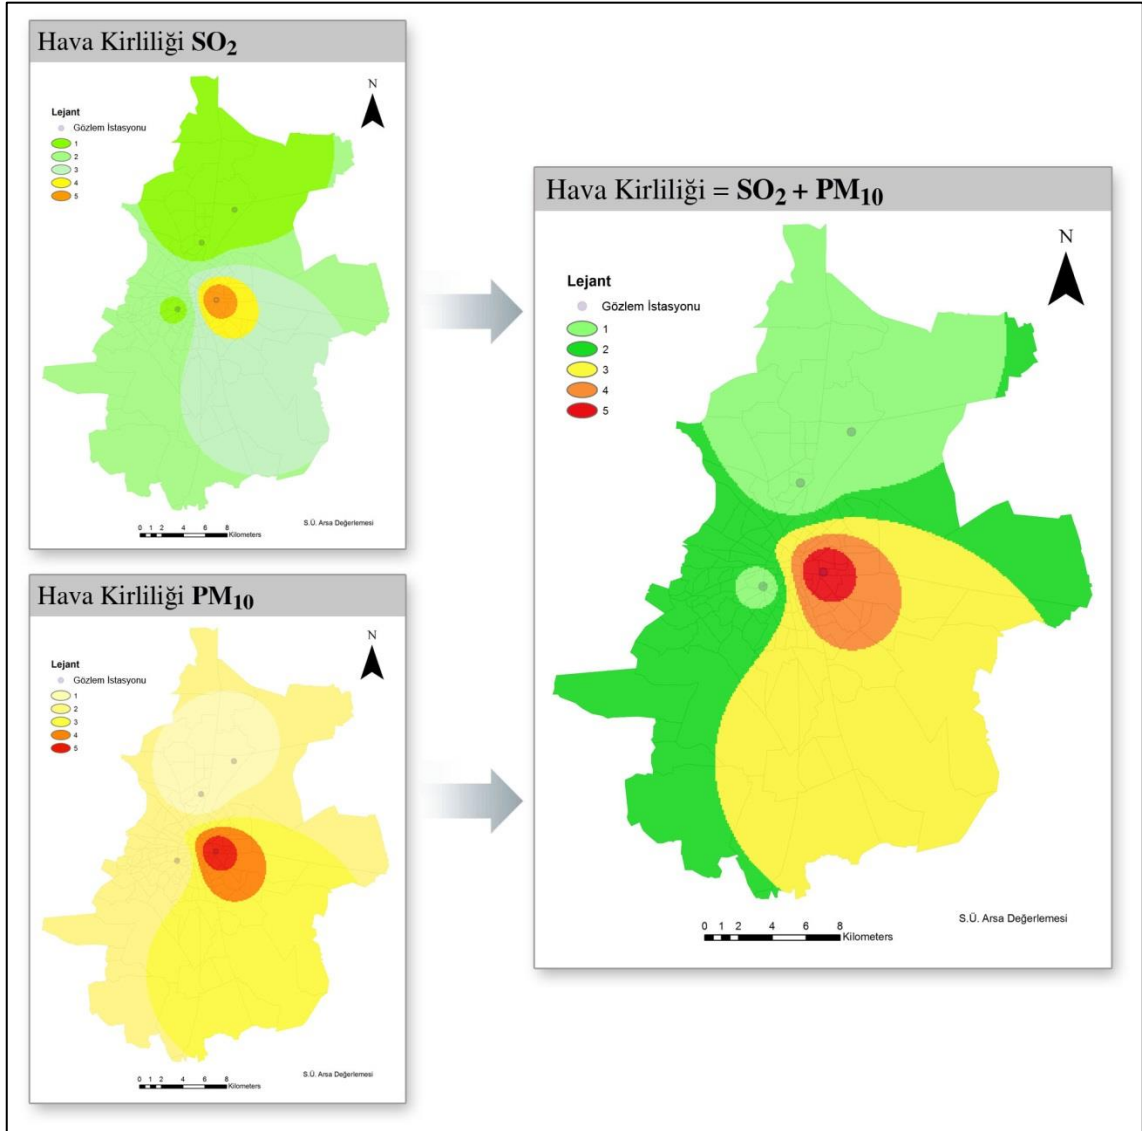 Hava Kirliliği SO₂
N
Lejant
Gözlem İstasyonu
1
2
3
4
5
S.Ü. Arsa Değerlemesi
0 1 2 4 6 8
Kilometers
Hava Kirliliği PM₁₀
N
Lejant
Gözlem İstasyonu
1
2
3
4
5
S.Ü. Arsa Değerlemesi
0 1 2 4 6 8
Kilometers
Hava Kirliliği = SO₂ + PM₁₀
N
Lejant
Gözlem İstasyonu
1
2
3
4
5
S.Ü. Arsa Değerlemesi
0 1 2 4 6 8
Kilometers